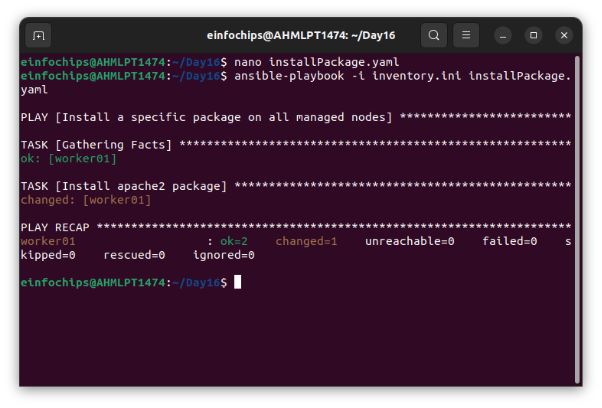 einfochips@AHMLPT1474: ~/Day16
einfochips@AHMLPT1474:~/Day16$ nano installPackage.yaml
einfochips@AHMLPT1474:~/Day16$ ansible-playbook -i inventory.ini installPackage.
yaml
PLAY [Install a specific package on all managed nodes] *************************
TASK [Gathering Facts] *********************************************************
ok: [worker01]
TASK [Install apache2 package] *************************************************
changed: [worker01]
PLAY RECAP *********************************************************************
worker01                   : ok=2    changed=1    unreachable=0    failed=0    s
kipped=0    rescued=0    ignored=0
einfochips@AHMLPT1474:~/Day16$